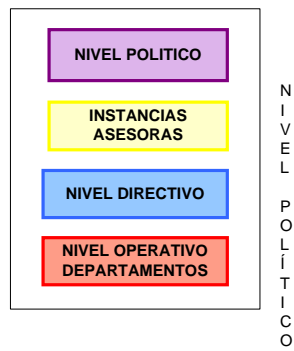 NIVEL POLITICO
INSTANCIAS
ASESORAS
NIVEL DIRECTIVO
NIVEL OPERATIVO
DEPARTAMENTOS
N
I
V
E
L
P
O
L
Í
T
I
C
O